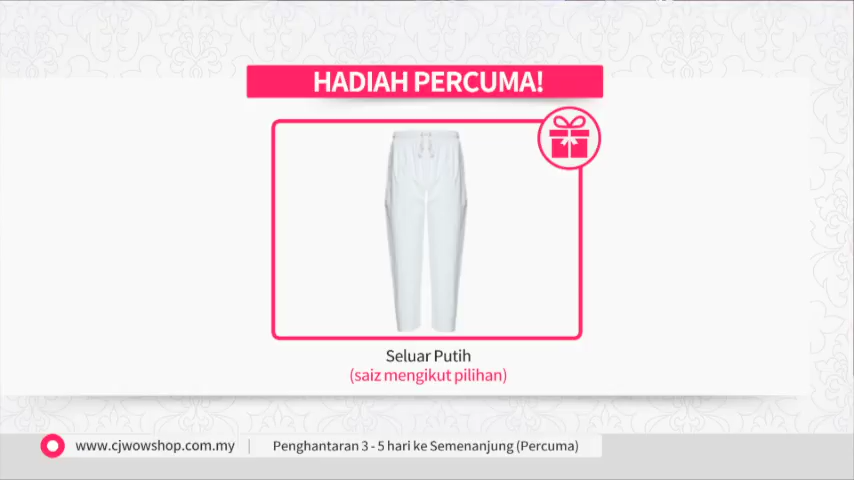 HADIAH PERCUMA!
Seluar Putih
(saiz mengikut pilihan)
www.cjwowshop.com.my | Penghantaran 3 - 5 hari ke Semenanjung (Percuma)